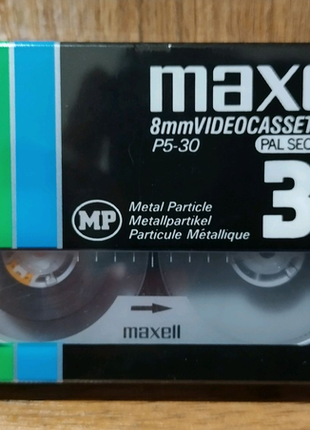 maxe
8mmVIDEOCASSET
P5-30 PAL SEC
3
MP
Metal Particle
Metallpartikel
Particule Métallique
maxell